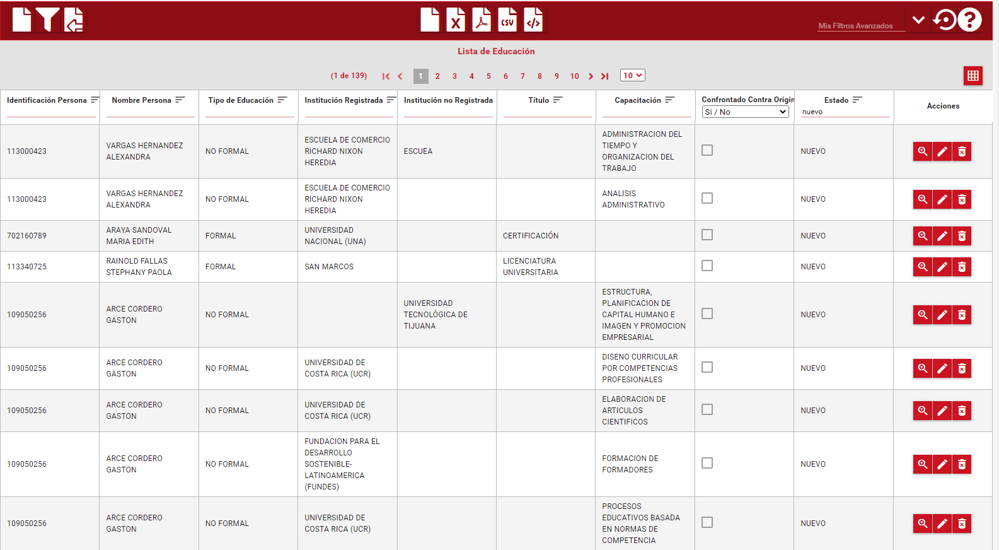 X
CSV
</>
Mis Filtros Avanzados
?
Lista de Educación
(1 de 139) 1 2 3 4 5 6 7 8 9 10 10
Identificación Persona Nombre Persona Tipo de Educación Institución Registrada Institución no Registrada Título Capacitación Confrontado Contra Origin Estado Acciones
Si / No nuevo
113000423
VARGAS HERNANDEZ
ALEXANDRA
NO FORMAL
ESCUELA DE COMERCIO
RICHARD NIXON
HEREDIA
ESCUEA
ADMINISTRACION DEL
TIEMPO Y
ORGANIZACION DEL
TRABAJO
NUEVO
113000423
VARGAS HERNANDEZ
ALEXANDRA
NO FORMAL
ESCUELA DE COMERCIO
RICHARD NIXON
HEREDIA
ANALISIS
ADMINISTRATIVO
NUEVO
702160789
ARAYA SANDOVAL
MARIA EDITH
FORMAL
UNIVERSIDAD
NACIONAL (UNA)
CERTIFICACIÓN
NUEVO
113340725
RAINOLD FALLAS
STEPHANY PAOLA
FORMAL
SAN MARCOS
LICENCIATURA
UNIVERSITARIA
NUEVO
109050256
ARCE CORDERO
GASTON
NO FORMAL
UNIVERSIDAD
TECNOLÓGICA DE
TIJUANA
ESTRUCTURA,
PLANIFICACION DE
CAPITAL HUMANO E
IMAGEN Y PROMOCION
EMPRESARIAL
NUEVO
109050256
ARCE CORDERO
GASTON
NO FORMAL
UNIVERSIDAD DE
COSTA RICA (UCR)
DISENO CURRICULAR
POR COMPETENCIAS
PROFESIONALES
NUEVO
109050256
ARCE CORDERO
GASTON
NO FORMAL
UNIVERSIDAD DE
COSTA RICA (UCR)
ELABORACION DE
ARTICULOS
CIENTIFICOS
NUEVO
109050256
ARCE CORDERO
GASTON
NO FORMAL
FUNDACION PARA EL
DESARROLLO
SOSTENIBLE-
LATINOAMERICA
(FUNDES)
FORMACION DE
FORMADORES
NUEVO
109050256
ARCE CORDERO
GASTON
NO FORMAL
UNIVERSIDAD DE
COSTA RICA (UCR)
PROCESOS
EDUCATIVOS BASADA
EN NORMAS DE
COMPETENCIA
NUEVO